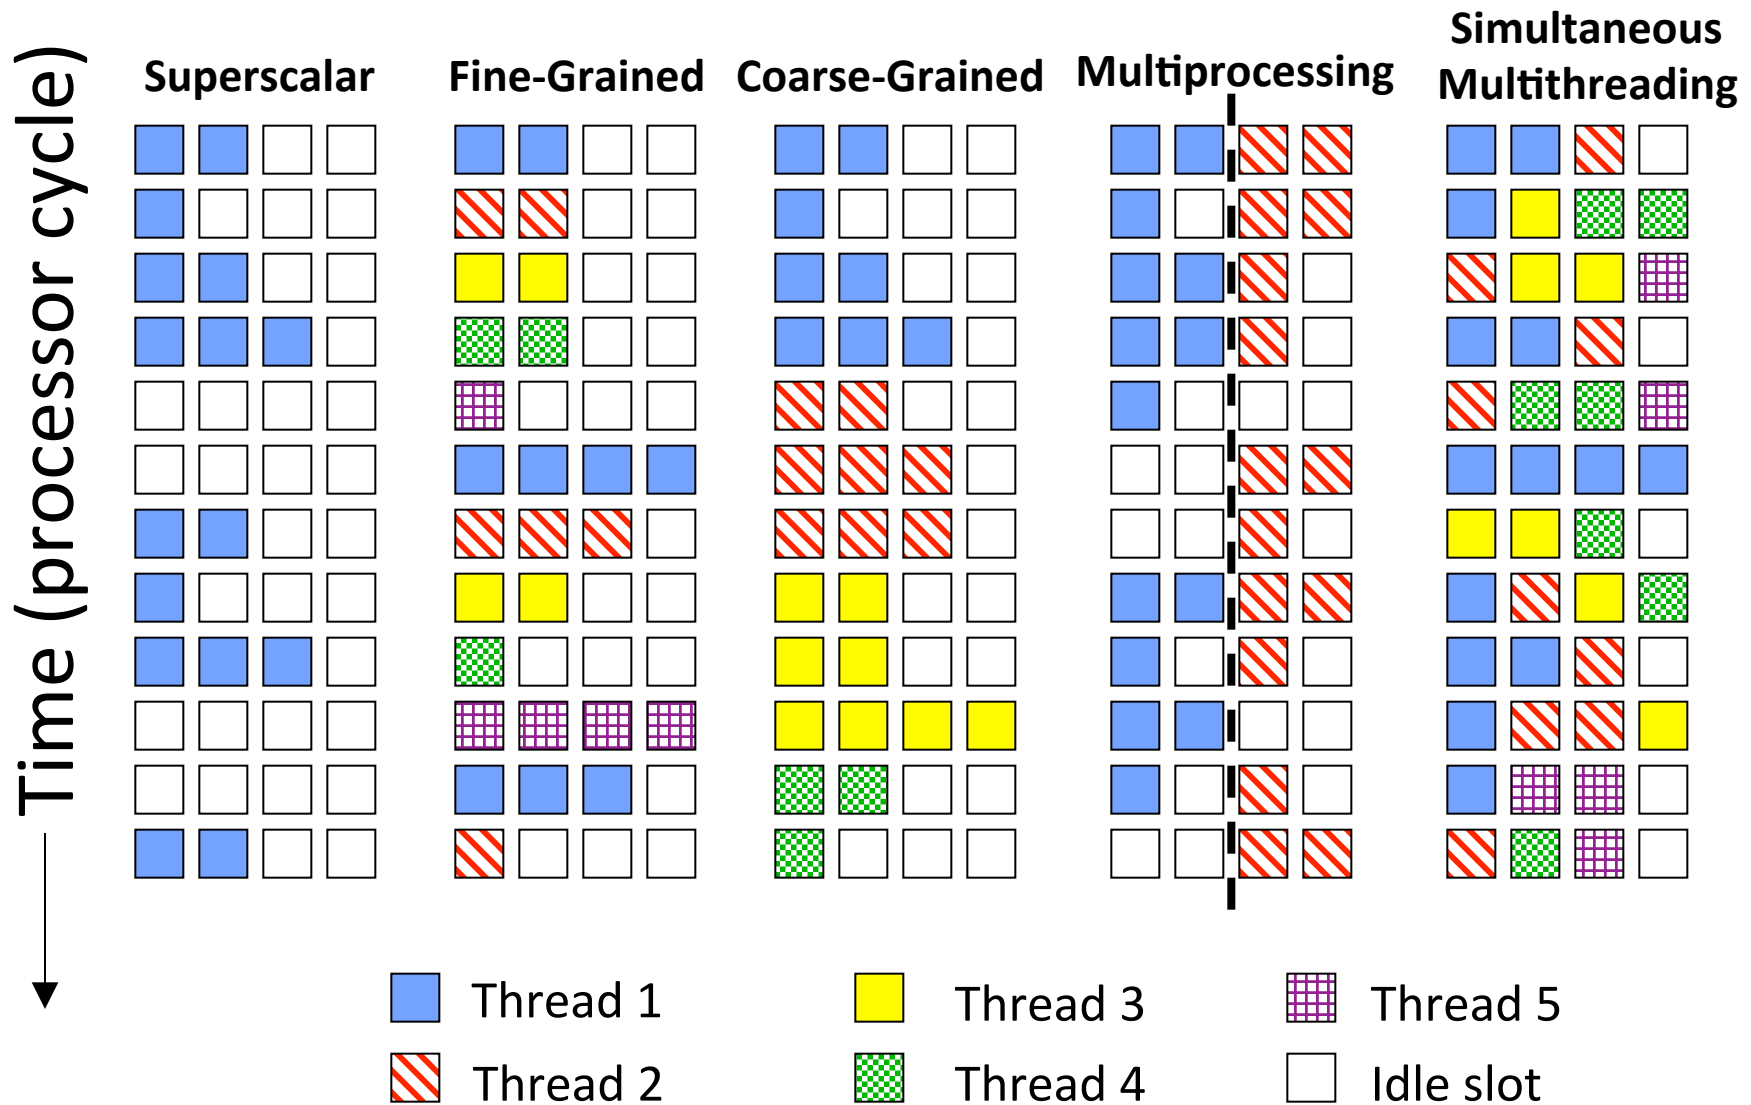 Time (processor cycle)
Superscalar
Fine-Grained
Coarse-Grained
Multiprocessing
Simultaneous
Multithreading
Thread 1
Thread 3
Thread 5
Thread 2
Thread 4
Idle slot